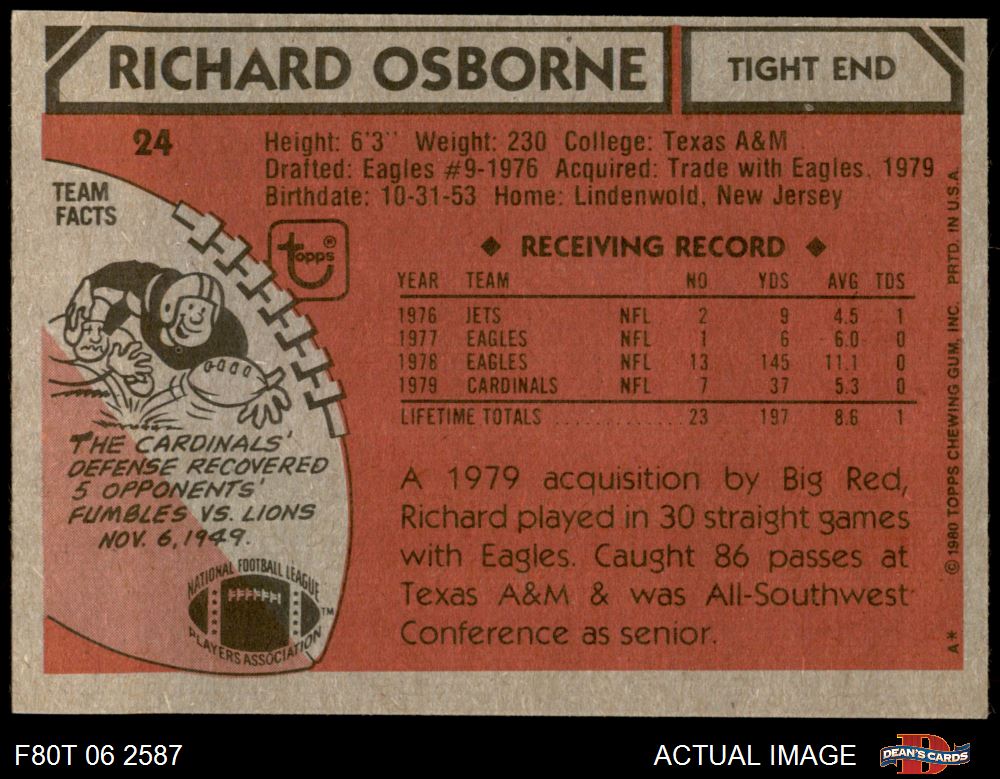 RICHARD OSBORNE
TIGHT END
24
Height: 6'3" Weight: 230 College: Texas A&M
Drafted: Eagles #9-1976 Acquired: Trade with Eagles, 1979
Birthdate: 10-31-53 Home: Lindenwold, New Jersey
TEAM
FACTS
topps®
◆ RECEIVING RECORD ◆
YEAR TEAM NO YDS AVG TDS
1976 JETS NFL 2 9 4.5 1
1977 EAGLES NFL 1 6 6.0 0
1978 EAGLES NFL 13 145 11.1 0
1979 CARDINALS NFL 7 37 5.3 0
LIFETIME TOTALS ............. 23 197 8.6 1
THE CARDINALS'
DEFENSE RECOVERED
5 OPPONENTS'
FUMBLES VS. LIONS
NOV. 6, 1949.
NATIONAL FOOTBALL LEAGUE
PLAYERS ASSOCIATION
TM
A 1979 acquisition by Big Red,
Richard played in 30 straight games
with Eagles. Caught 86 passes at
Texas A&M & was All-Southwest
Conference as senior.
A* © 1980 TOPPS CHEWING GUM, INC. PRTD. IN U.S.A.
F80T 06 2587
ACTUAL IMAGE
DEAN'S CARDS